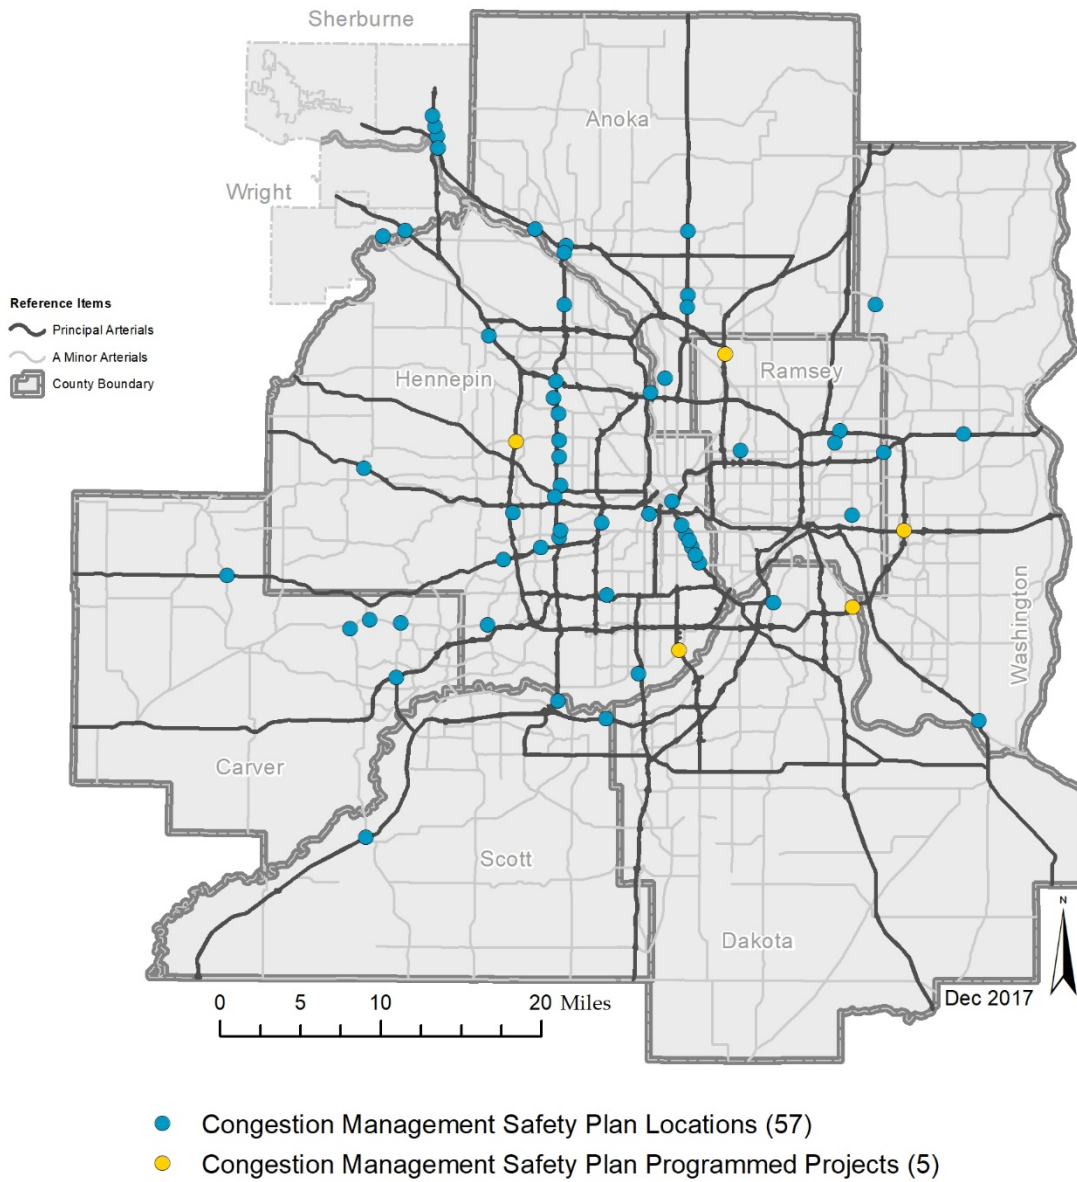 Sherburne
Anoka
Wright
Reference Items
Principal Arterials
A Minor Arterials
County Boundary
Hennepin
Ramsey
Washington
Carver
Scott
Dakota
N
Dec 2017
0 5 10 20 Miles
Congestion Management Safety Plan Locations (57)
Congestion Management Safety Plan Programmed Projects (5)